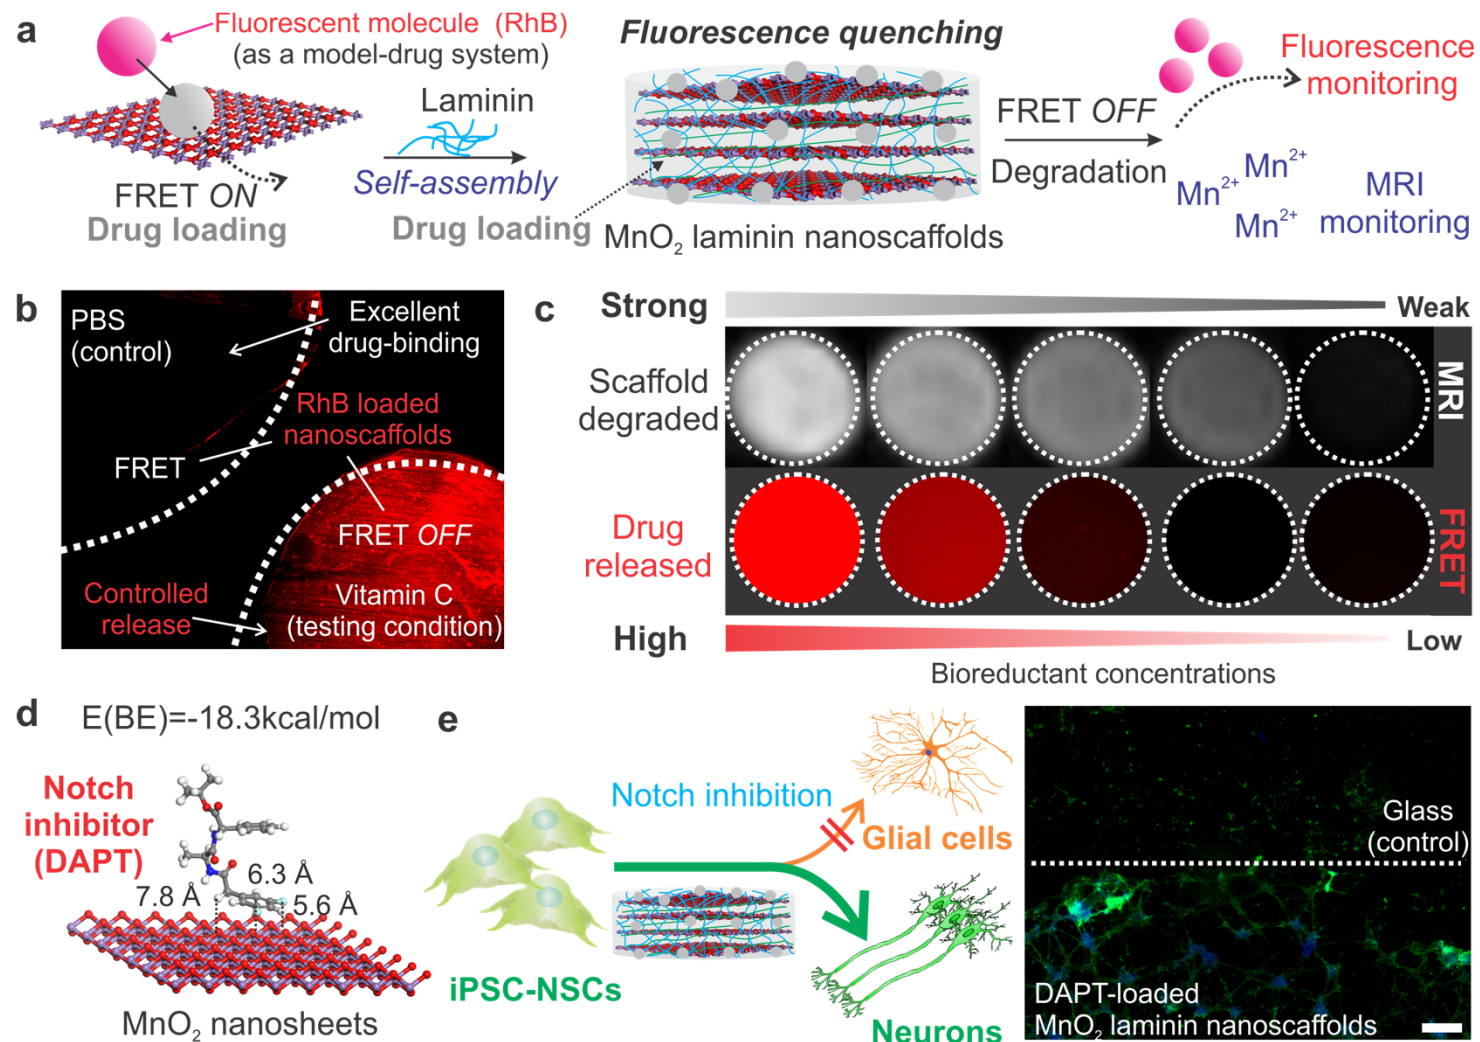 a
Fluorescent molecule (RhB)
(as a model-drug system)
FRET ON
Drug loading
Laminin
Self-assembly
Drug loading
Fluorescence quenching
MnO2 laminin nanoscaffolds
FRET OFF
Degradation
Fluorescence
monitoring
Mn2+
Mn2+
Mn2+
MRI
monitoring
b
PBS
(control)
Excellent
drug-binding
RhB loaded
nanoscaffolds
FRET
FRET OFF
Controlled
release
Vitamin C
(testing condition)
c
Strong
Weak
Scaffold
degraded
MRI
Drug
released
FRET
High
Low
Bioreductant concentrations
d
E(BE)=-18.3kcal/mol
Notch
inhibitor
(DAPT)
6.3 Å
7.8 Å
5.6 Å
MnO2 nanosheets
e
Notch inhibition
Glial cells
iPSC-NSCs
Neurons
Glass
(control)
DAPT-loaded
MnO2 laminin nanoscaffolds